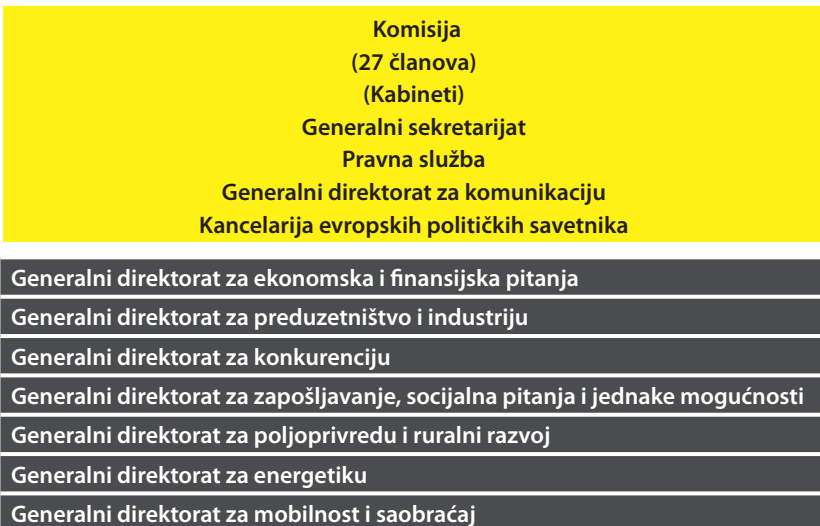 Komisija
(27 članova)
(Kabineti)
Generalni sekretarijat
Pravna služba
Generalni direktorat za komunikaciju
Kancelarija evropskih političkih savetnika
Generalni direktorat za ekonomska i finansijska pitanja
Generalni direktorat za preduzetništvo i industriju
Generalni direktorat za konkurenciju
Generalni direktorat za zapošljavanje, socijalna pitanja i jednake mogućnosti
Generalni direktorat za poljoprivredu i ruralni razvoj
Generalni direktorat za energetiku
Generalni direktorat za mobilnost i saobraćaj